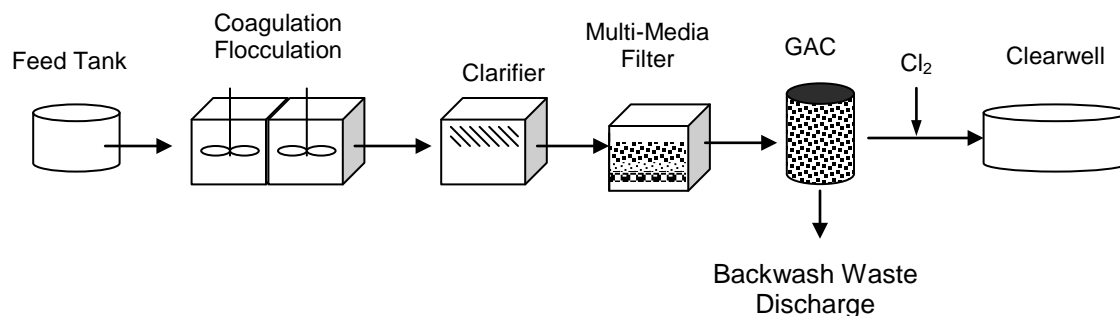 Feed Tank
Coagulation
Flocculation
Clarifier
Multi-Media
Filter
GAC
Cl₂
Clearwell
Backwash Waste
Discharge